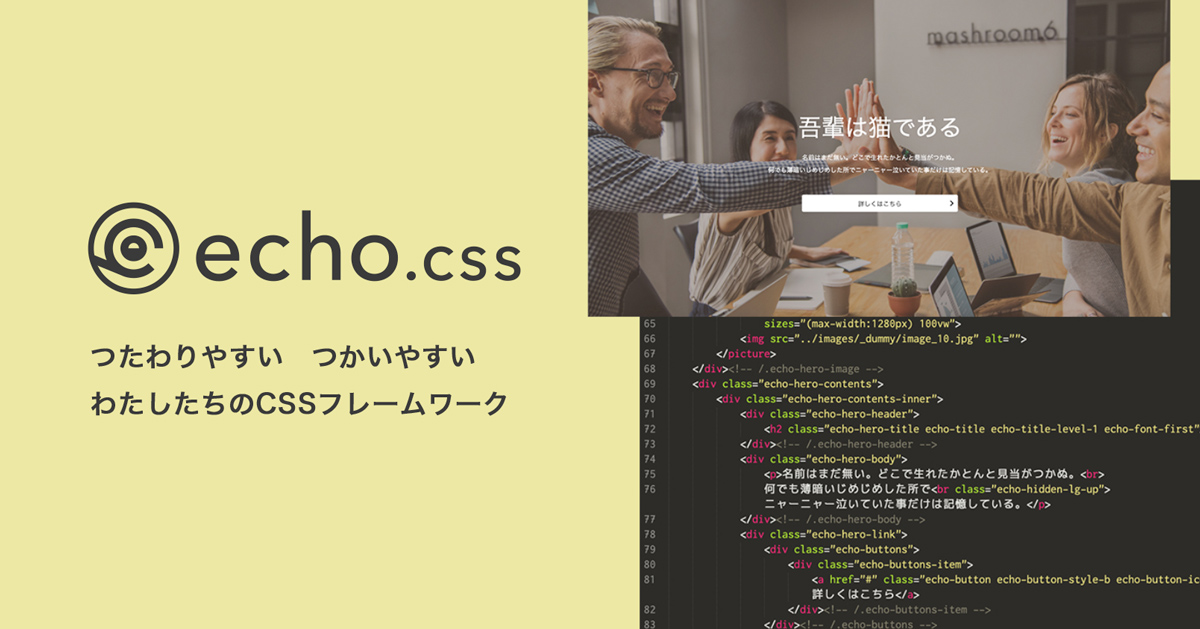 echo.css
つたわりやすい　つかいやすい
わたしたちのCSSフレームワーク
mashroom6
吾輩は猫である
名前はまだ無い。どこで生れたかとんと見当がつかぬ。
何でも薄暗いじめじめした所でニャーニャー泣いていた事だけは記憶している。
詳しくはこちら
65 sizes="(max-width:1280px) 100vw">
66 <img src="../images/_dummy/image_10.jpg" alt="">
67 </picture>
68 </div><!-- /.echo-hero-image -->
69 <div class="echo-hero-contents">
70 <div class="echo-hero-contents-inner">
71 <div class="echo-hero-header">
72 <h2 class="echo-hero-title echo-title echo-title-level-1 echo-font-first"
73 </div><!-- /.echo-hero-header -->
74 <div class="echo-hero-body">
75 <p>名前はまだ無い。どこで生れたかとんと見当がつかぬ。<br>
76 何でも薄暗いじめじめした所で<br class="echo-hidden-lg-up">
ニャーニャー泣いていた事だけは記憶している。</p>
77 </div><!-- /.echo-hero-body -->
78 <div class="echo-hero-link">
79 <div class="echo-buttons">
80 <div class="echo-buttons-item">
81 <a href="#" class="echo-button echo-button-style-b echo-button-ic
詳しくはこちら</a>
82 </div><!-- /.echo-buttons-item -->
83 </div><!-- /.echo-buttons -->